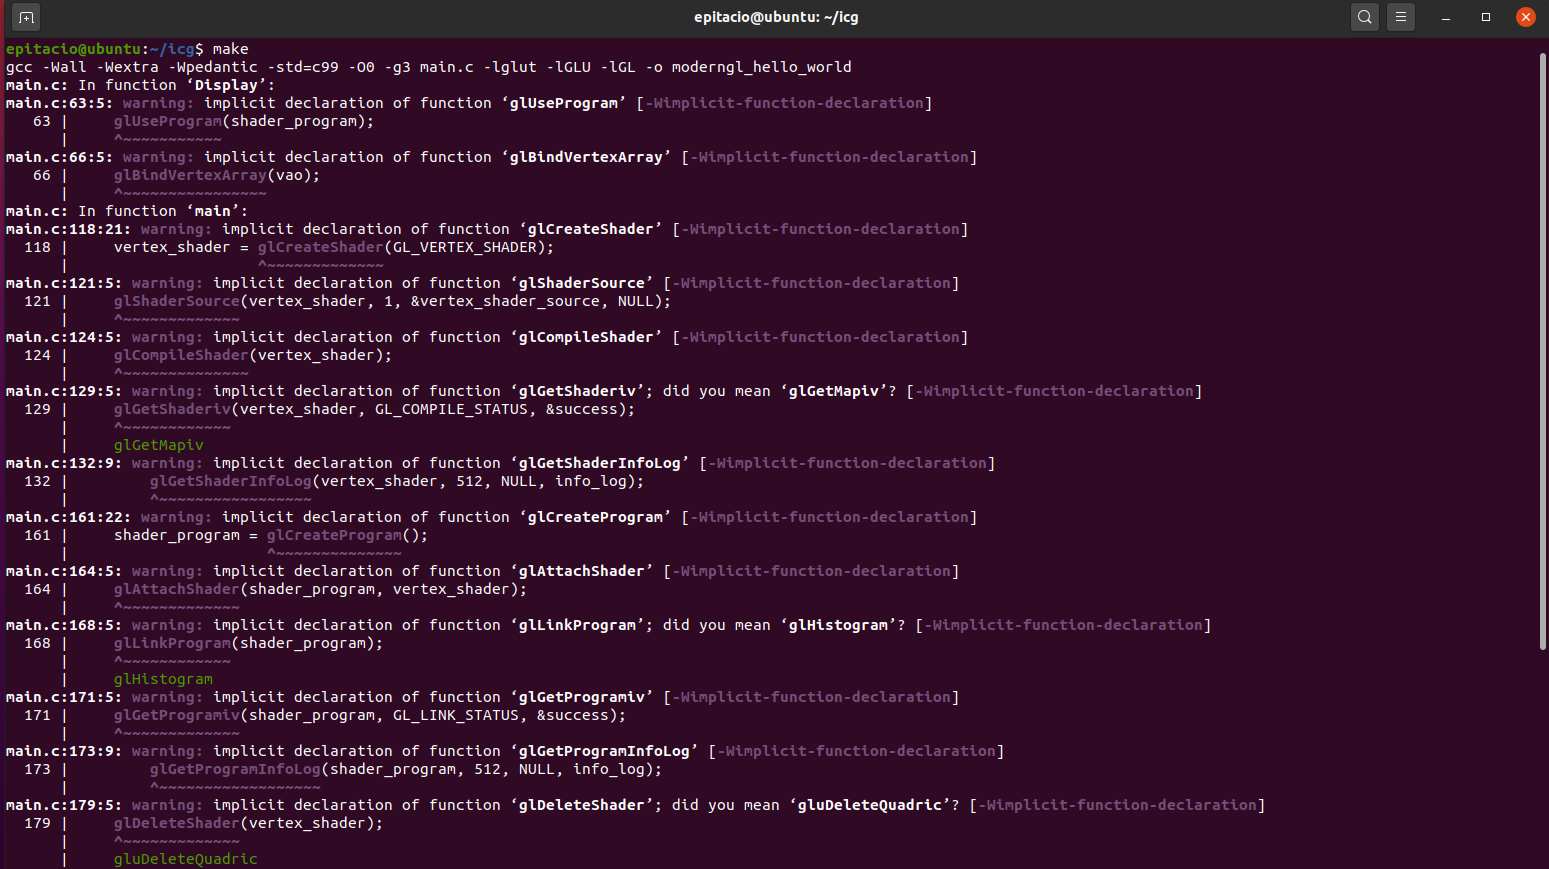 epitacio@ubuntu: ~/icg
epitacio@ubuntu:~/icg$ make
gcc -Wall -Wextra -Wpedantic -std=c99 -O0 -g3 main.c -lglut -lGLU -lGL -o moderngl_hello_world
main.c: In function ‘Display’:
main.c:63:5: warning: implicit declaration of function ‘glUseProgram’ [-Wimplicit-function-declaration]
   63 |     glUseProgram(shader_program);
      |     ^~~~~~~~~~~~
main.c:66:5: warning: implicit declaration of function ‘glBindVertexArray’ [-Wimplicit-function-declaration]
   66 |     glBindVertexArray(vao);
      |     ^~~~~~~~~~~~~~~~~
main.c: In function ‘main’:
main.c:118:21: warning: implicit declaration of function ‘glCreateShader’ [-Wimplicit-function-declaration]
  118 |     vertex_shader = glCreateShader(GL_VERTEX_SHADER);
      |                     ^~~~~~~~~~~~~~
main.c:121:5: warning: implicit declaration of function ‘glShaderSource’ [-Wimplicit-function-declaration]
  121 |     glShaderSource(vertex_shader, 1, &vertex_shader_source, NULL);
      |     ^~~~~~~~~~~~~~
main.c:124:5: warning: implicit declaration of function ‘glCompileShader’ [-Wimplicit-function-declaration]
  124 |     glCompileShader(vertex_shader);
      |     ^~~~~~~~~~~~~~~
main.c:129:5: warning: implicit declaration of function ‘glGetShaderiv’; did you mean ‘glGetMapiv’? [-Wimplicit-function-declaration]
  129 |     glGetShaderiv(vertex_shader, GL_COMPILE_STATUS, &success);
      |     ^~~~~~~~~~~~~
      |     glGetMapiv
main.c:132:9: warning: implicit declaration of function ‘glGetShaderInfoLog’ [-Wimplicit-function-declaration]
  132 |         glGetShaderInfoLog(vertex_shader, 512, NULL, info_log);
      |         ^~~~~~~~~~~~~~~~~~
main.c:161:22: warning: implicit declaration of function ‘glCreateProgram’ [-Wimplicit-function-declaration]
  161 |     shader_program = glCreateProgram();
      |                      ^~~~~~~~~~~~~~~
main.c:164:5: warning: implicit declaration of function ‘glAttachShader’ [-Wimplicit-function-declaration]
  164 |     glAttachShader(shader_program, vertex_shader);
      |     ^~~~~~~~~~~~~~
main.c:168:5: warning: implicit declaration of function ‘glLinkProgram’; did you mean ‘glHistogram’? [-Wimplicit-function-declaration]
  168 |     glLinkProgram(shader_program);
      |     ^~~~~~~~~~~~~
      |     glHistogram
main.c:171:5: warning: implicit declaration of function ‘glGetProgramiv’ [-Wimplicit-function-declaration]
  171 |     glGetProgramiv(shader_program, GL_LINK_STATUS, &success);
      |     ^~~~~~~~~~~~~~
main.c:173:9: warning: implicit declaration of function ‘glGetProgramInfoLog’ [-Wimplicit-function-declaration]
  173 |         glGetProgramInfoLog(shader_program, 512, NULL, info_log);
      |         ^~~~~~~~~~~~~~~~~~~
main.c:179:5: warning: implicit declaration of function ‘glDeleteShader’; did you mean ‘gluDeleteQuadric’? [-Wimplicit-function-declaration]
  179 |     glDeleteShader(vertex_shader);
      |     ^~~~~~~~~~~~~~
      |     gluDeleteQuadric